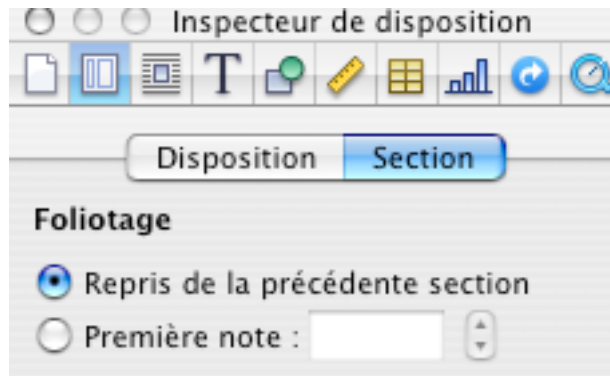 Inspecteur de disposition
T
Disposition Section
Foliotage
Repris de la précédente section
Première note :